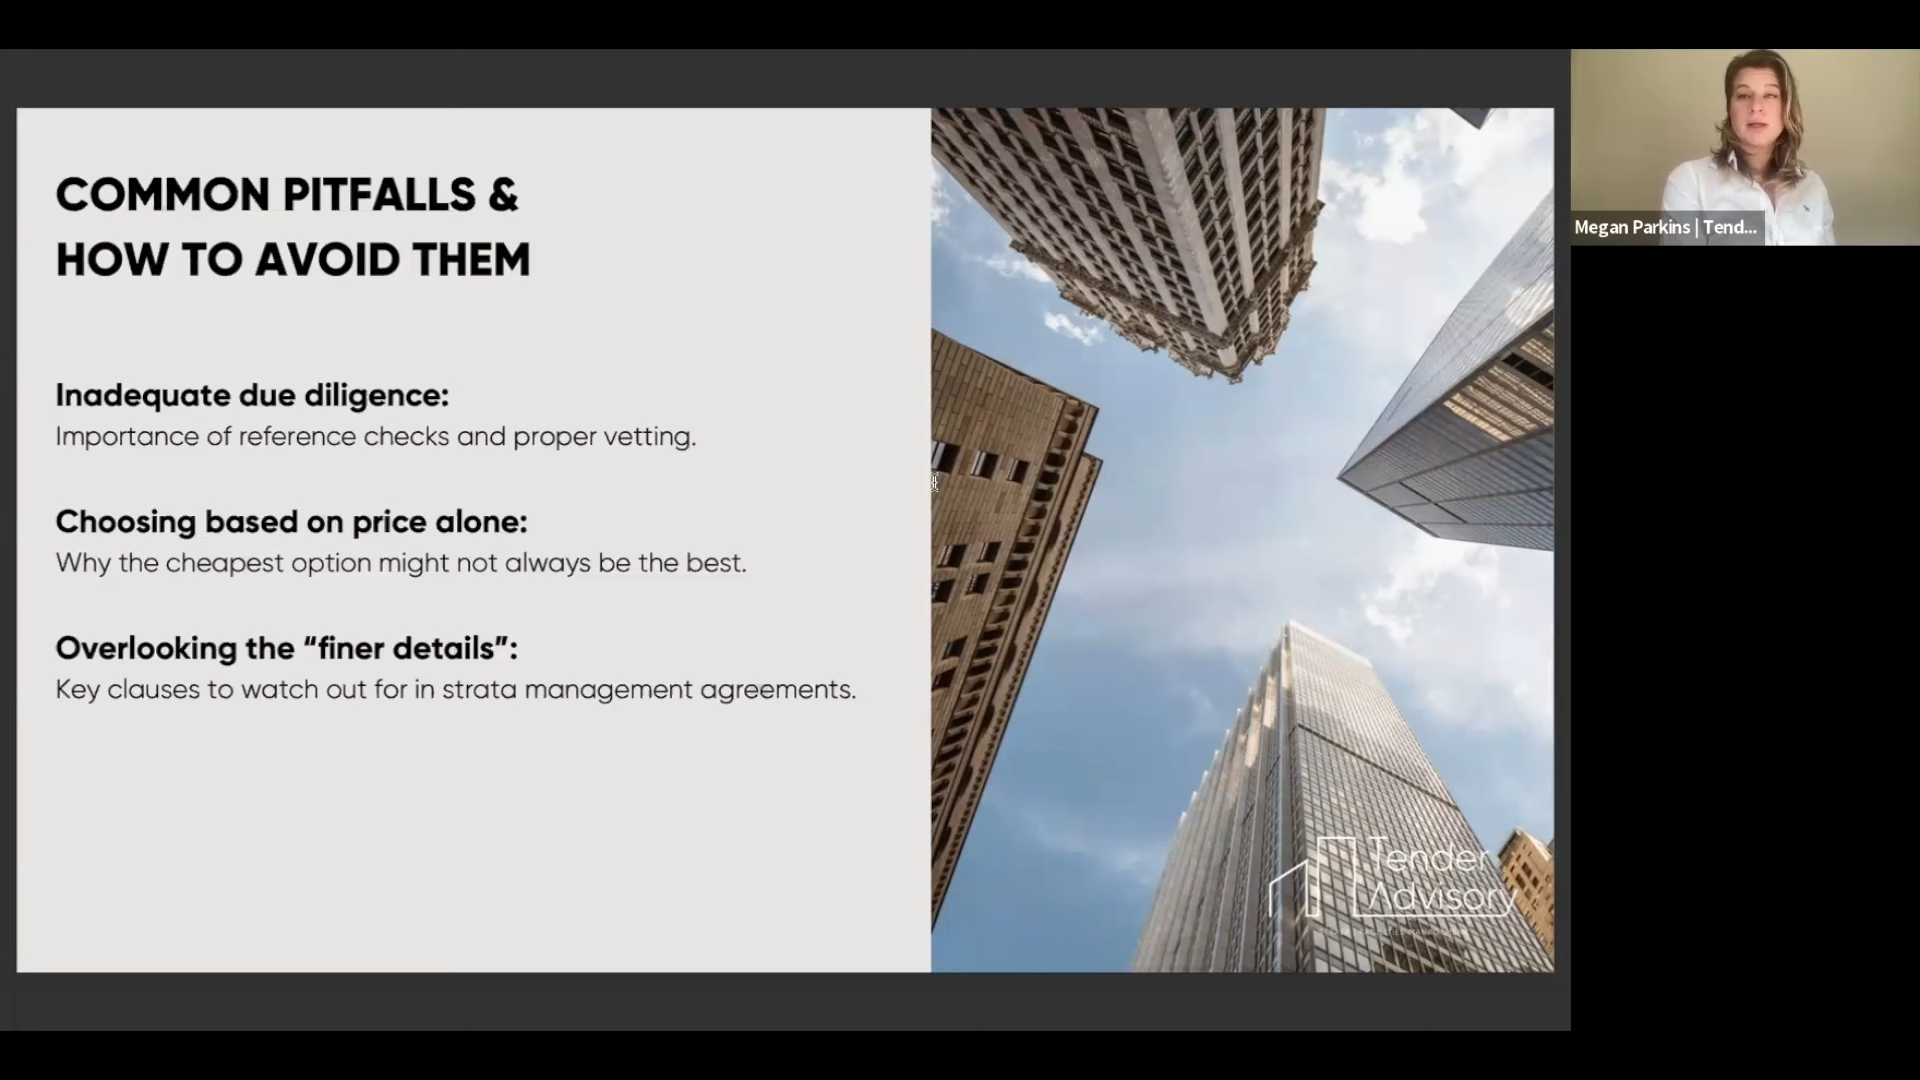 COMMON PITFALLS &
HOW TO AVOID THEM
Inadequate due diligence:
Importance of reference checks and proper vetting.
Choosing based on price alone:
Why the cheapest option might not always be the best.
Overlooking the “finer details”:
Key clauses to watch out for in strata management agreements.
Tender
Advisory
Megan Parkins | Tend...